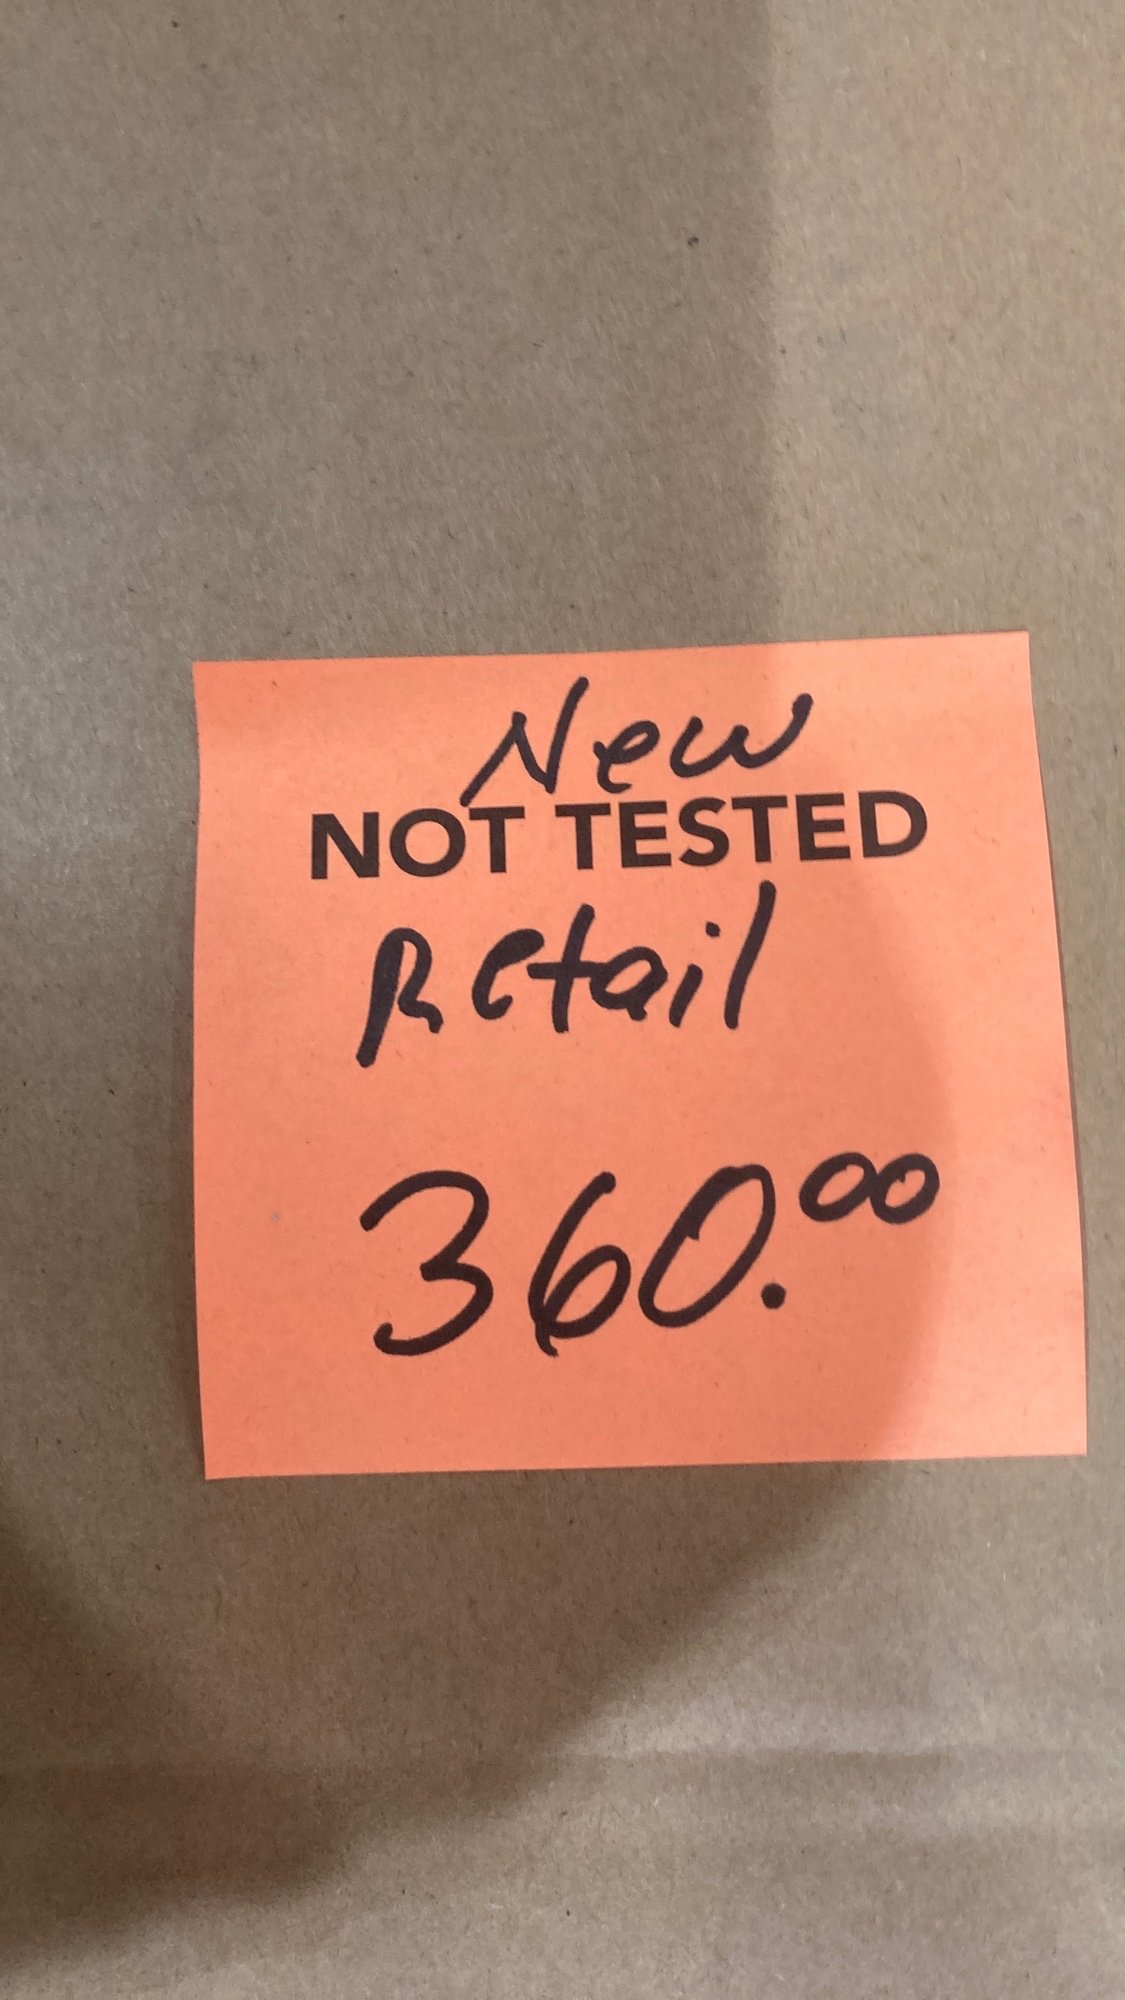 New
NOT TESTED
Retail
360.00